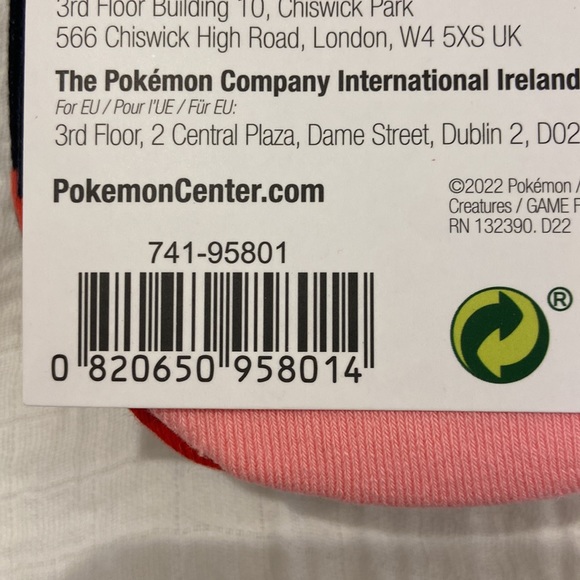 3rd Floor Building 10, Chiswick Park
566 Chiswick High Road, London, W4 5XS UK
The Pokémon Company International Ireland
For EU / Pour l'UE / Für EU:
3rd Floor, 2 Central Plaza, Dame Street, Dublin 2, D02
PokemonCenter.com
©2022 Pokémon /
Creatures / GAME F
RN 132390. D22
741-95801
0 820650 958014
®